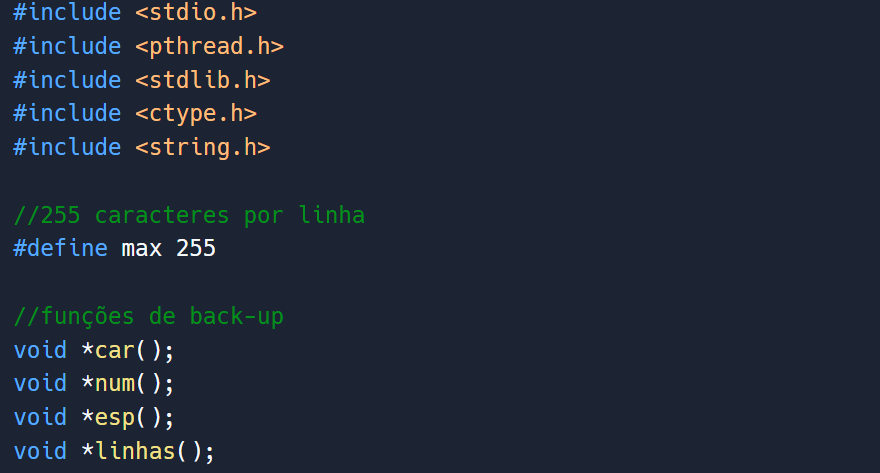 #include <stdio.h>
#include <pthread.h>
#include <stdlib.h>
#include <ctype.h>
#include <string.h>
//255 caracteres por linha
#define max 255
//funções de back-up
void *car();
void *num();
void *esp();
void *linhas();